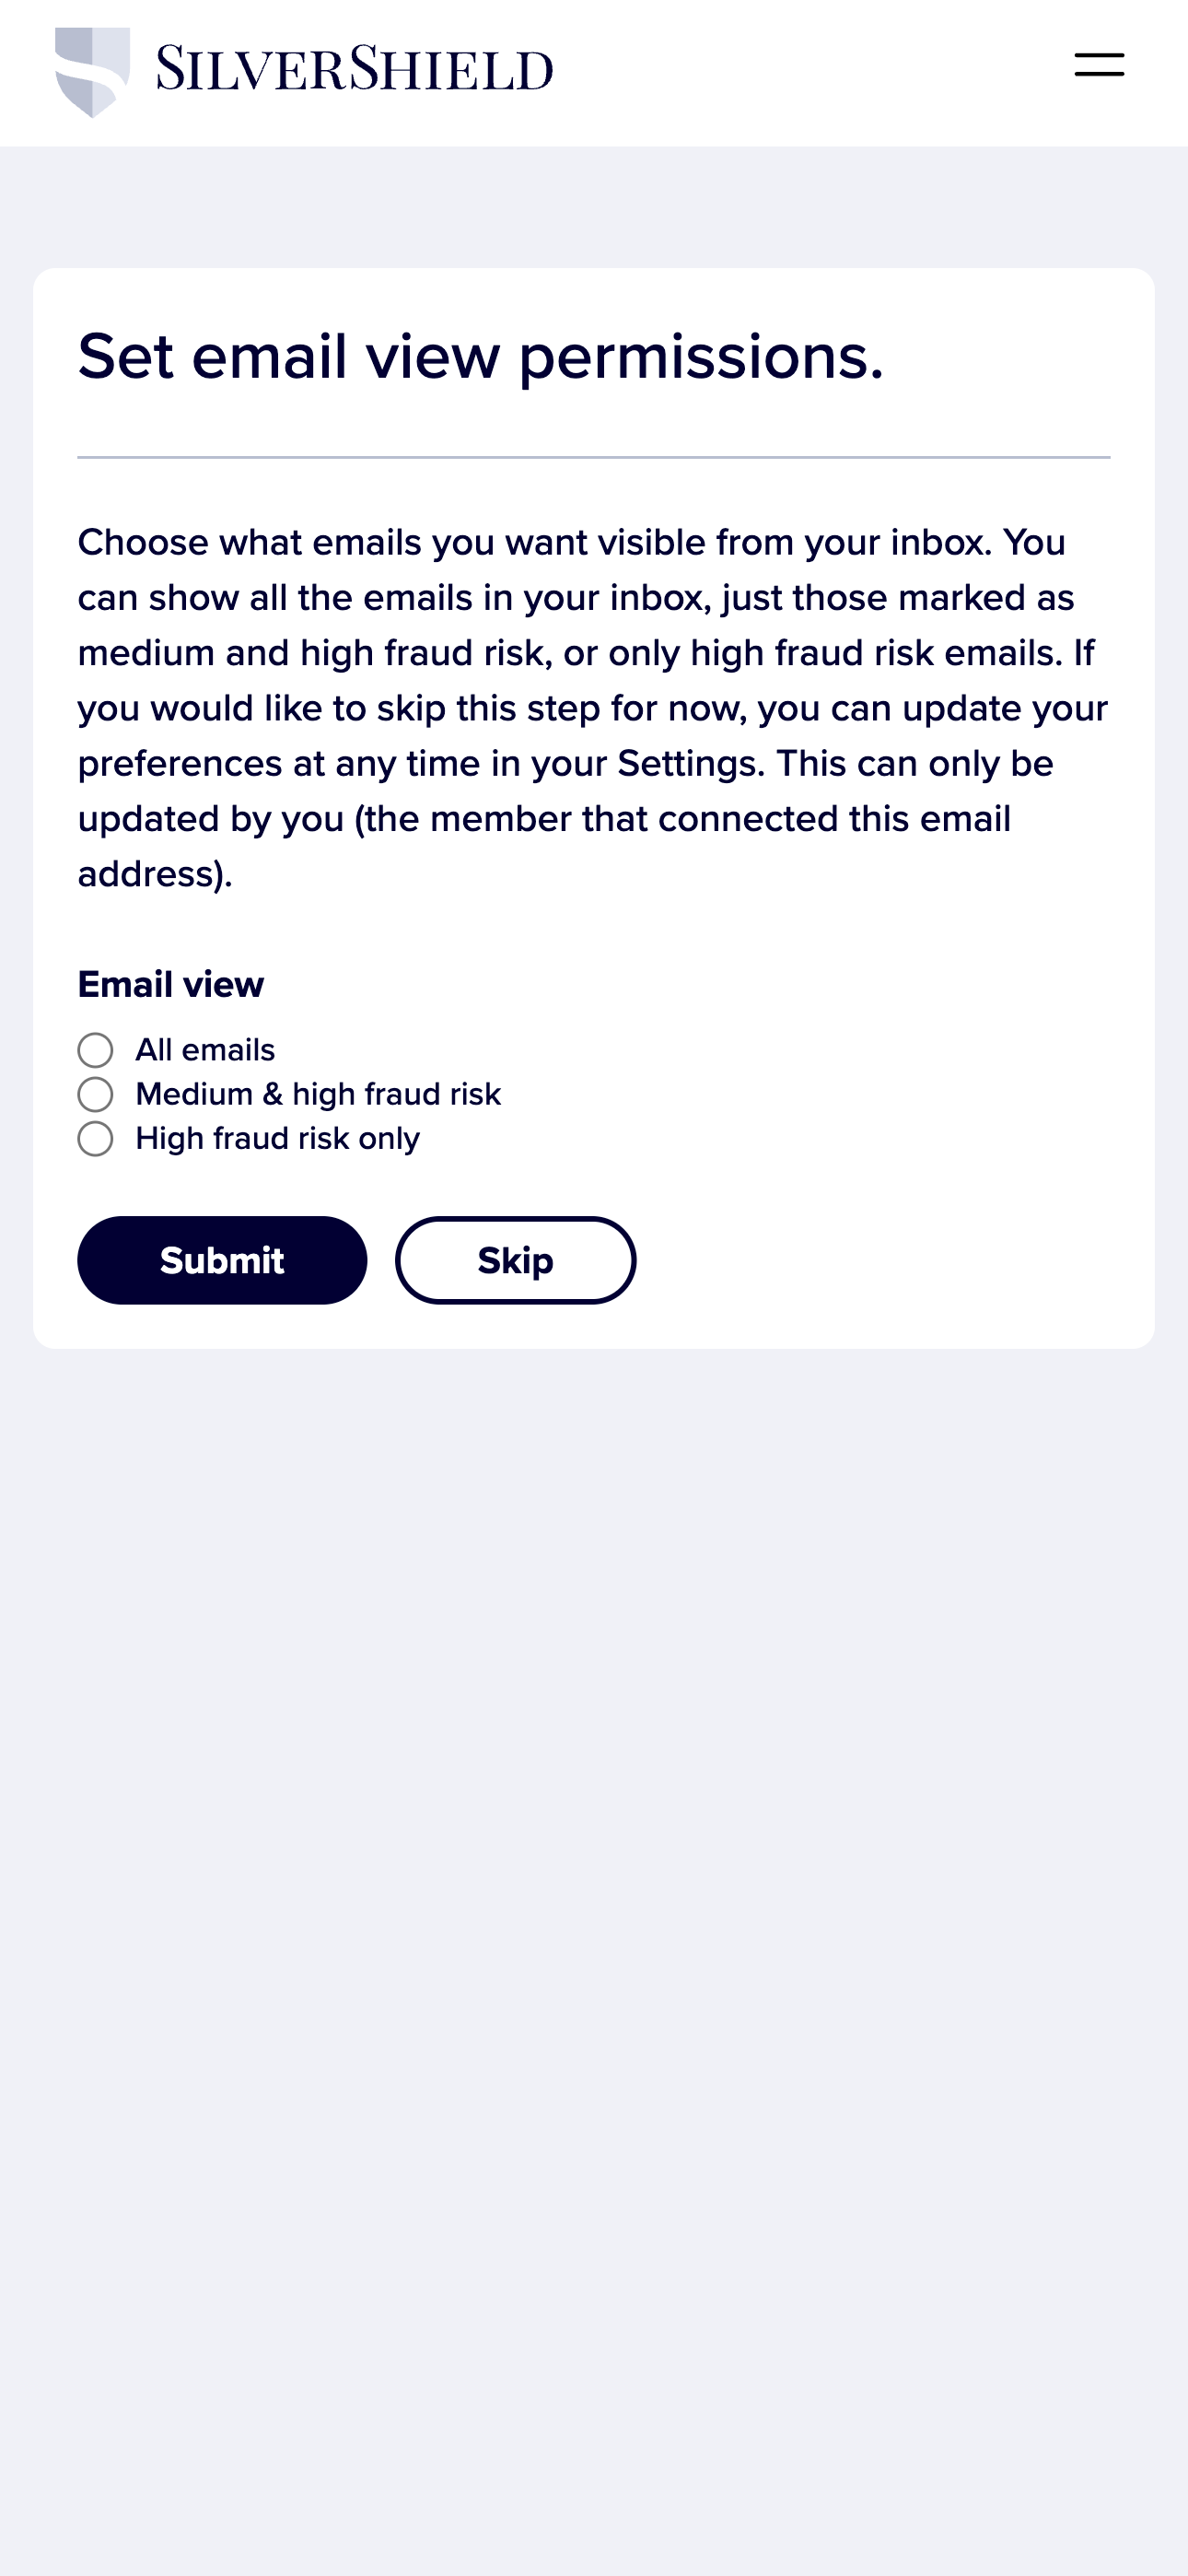 SILVERSHIELD
Set email view permissions.
Choose what emails you want visible from your inbox. You
can show all the emails in your inbox, just those marked as
medium and high fraud risk, or only high fraud risk emails. If
you would like to skip this step for now, you can update your
preferences at any time in your Settings. This can only be
updated by you (the member that connected this email
address).
Email view
All emails
Medium & high fraud risk
High fraud risk only
Submit
Skip